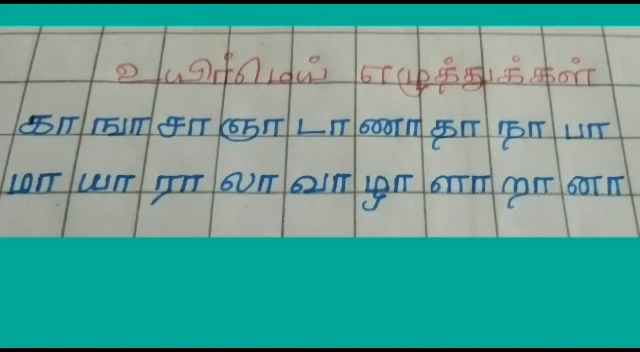 உயிர்மெய் எழுத்துக்கள்
கா ஙா சா ஞா டா ணா தா நா பா
மா யா ரா லா வா ழா ளா றா னா